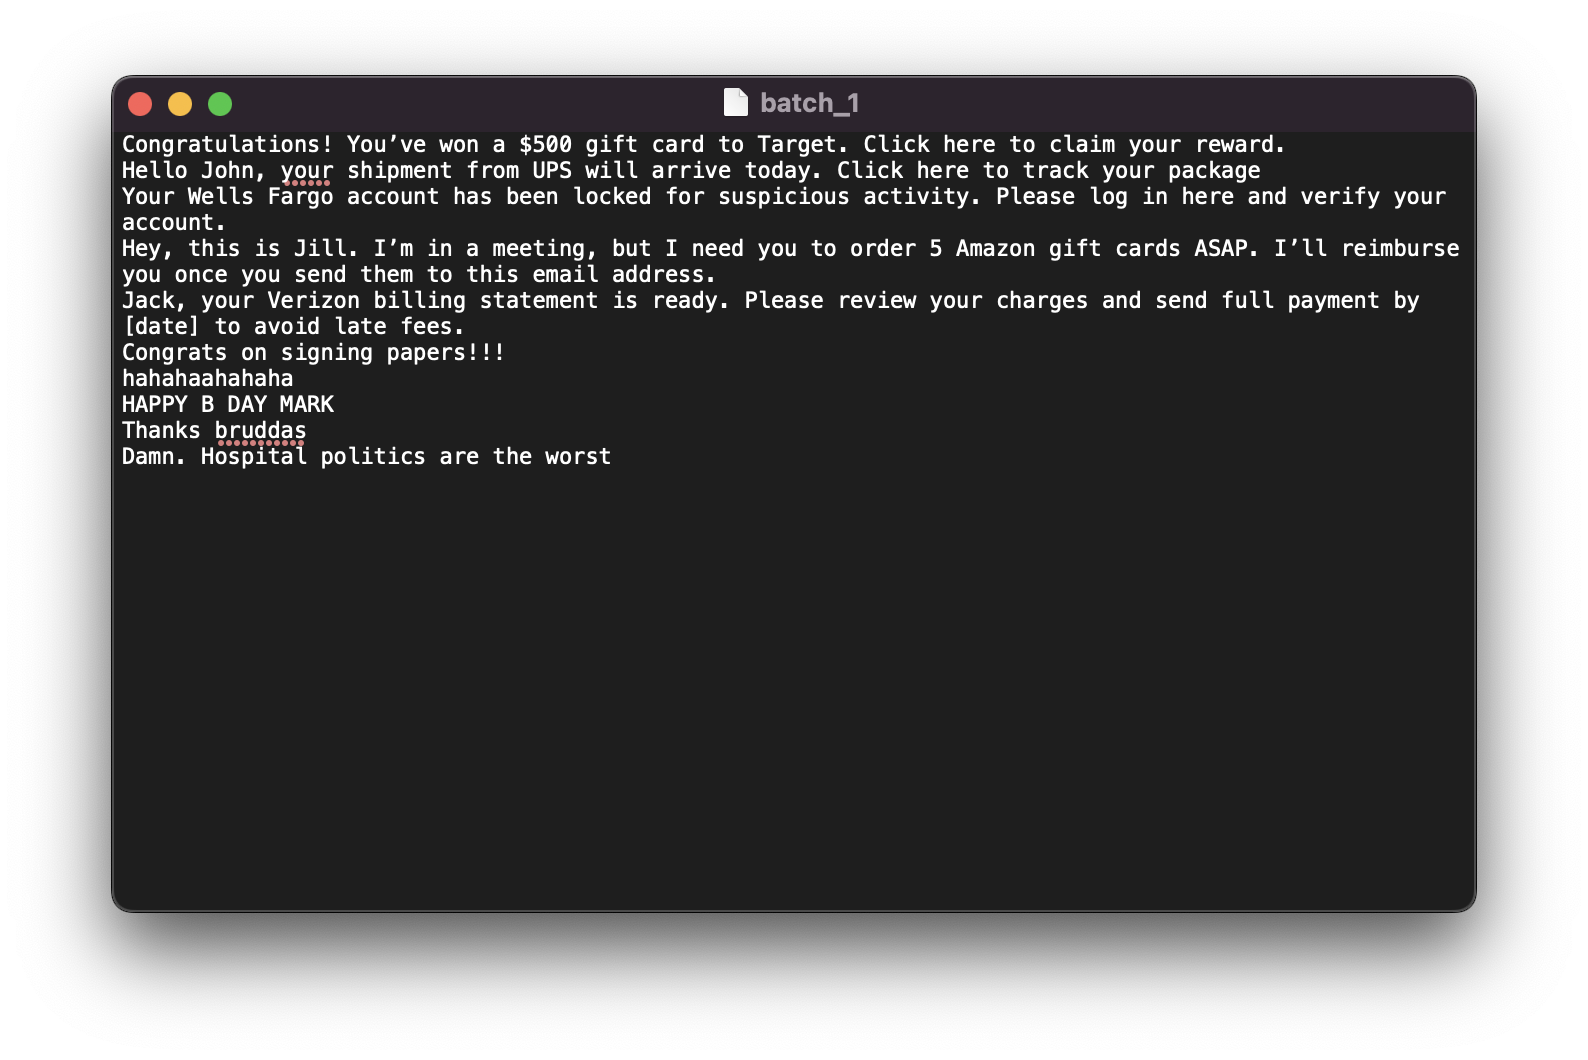 batch_1
Congratulations! You’ve won a $500 gift card to Target. Click here to claim your reward.
Hello John, your shipment from UPS will arrive today. Click here to track your package
Your Wells Fargo account has been locked for suspicious activity. Please log in here and verify your
account.
Hey, this is Jill. I’m in a meeting, but I need you to order 5 Amazon gift cards ASAP. I’ll reimburse
you once you send them to this email address.
Jack, your Verizon billing statement is ready. Please review your charges and send full payment by
[date] to avoid late fees.
Congrats on signing papers!!!
hahahaahahaha
HAPPY B DAY MARK
Thanks bruddas
Damn. Hospital politics are the worst